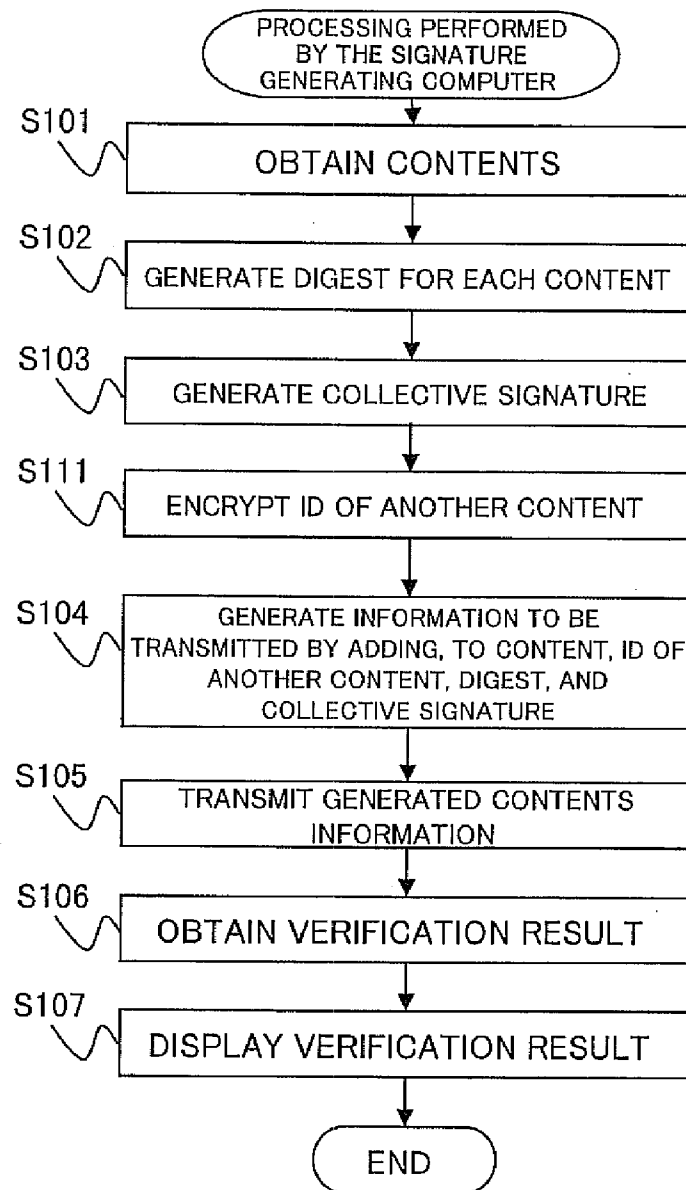 PROCESSING PERFORMED
BY THE SIGNATURE
GENERATING COMPUTER
S101
OBTAIN CONTENTS
S102
GENERATE DIGEST FOR EACH CONTENT
S103
GENERATE COLLECTIVE SIGNATURE
S111
ENCRYPT ID OF ANOTHER CONTENT
S104
GENERATE INFORMATION TO BE
TRANSMITTED BY ADDING, TO CONTENT, ID OF
ANOTHER CONTENT, DIGEST, AND
COLLECTIVE SIGNATURE
S105
TRANSMIT GENERATED CONTENTS
INFORMATION
S106
OBTAIN VERIFICATION RESULT
S107
DISPLAY VERIFICATION RESULT
END